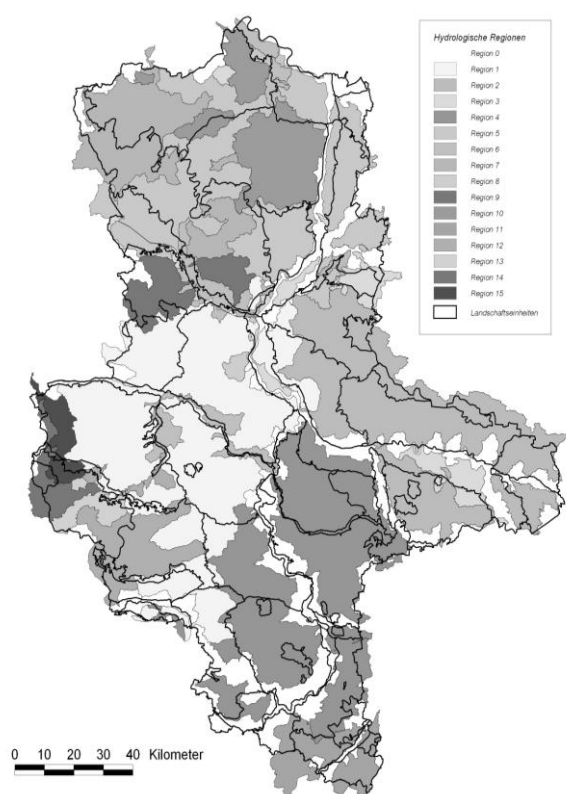 Hydrologische Regionen
Region 0
Region 1
Region 2
Region 3
Region 4
Region 5
Region 6
Region 7
Region 8
Region 9
Region 10
Region 11
Region 12
Region 13
Region 14
Region 15
Landschaftseinheiten
0 10 20 30 40 Kilometer